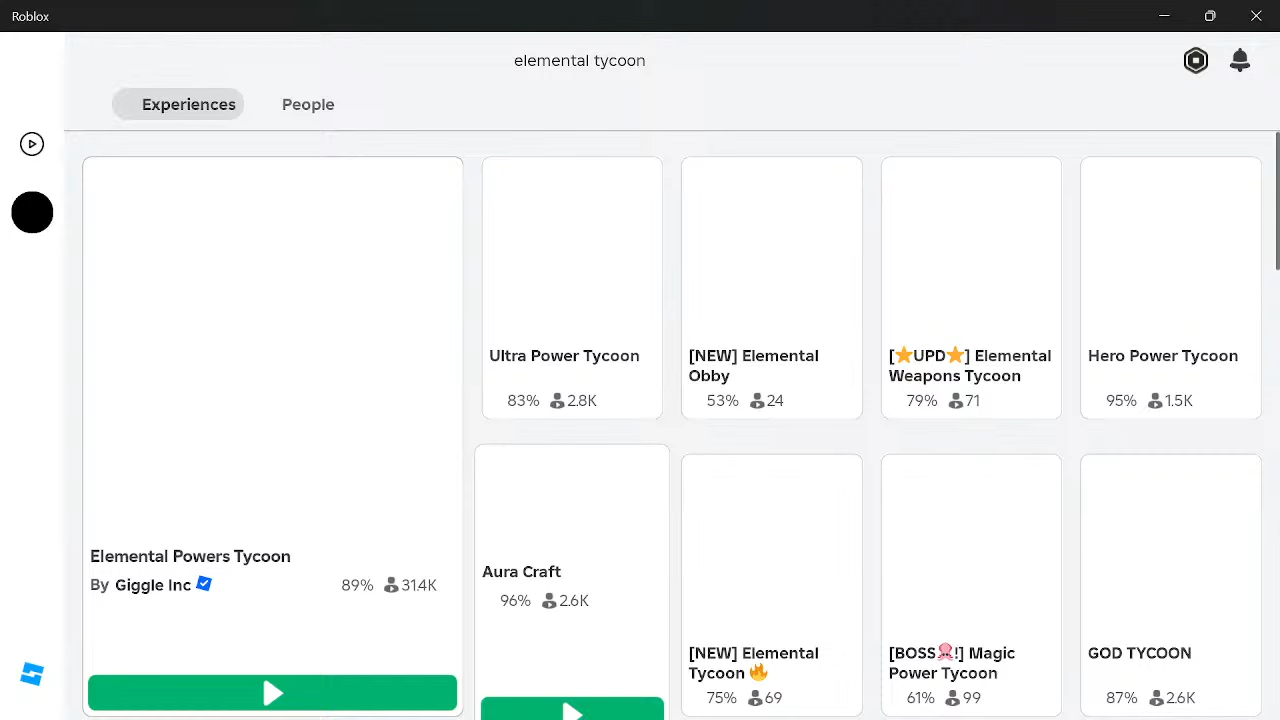 Roblox
elemental tycoon
Experiences
People
Elemental Powers Tycoon
By Giggle Inc
89% 31.4K
Ultra Power Tycoon
83% 2.8K
[NEW] Elemental
Obby
53% 24
[⭐UPD⭐] Elemental
Weapons Tycoon
79% 71
Hero Power Tycoon
95% 1.5K
Aura Craft
96% 2.6K
[NEW] Elemental
Tycoon 🔥
75% 69
[BOSS🐙!] Magic
Power Tycoon
61% 99
GOD TYCOON
87% 2.6K